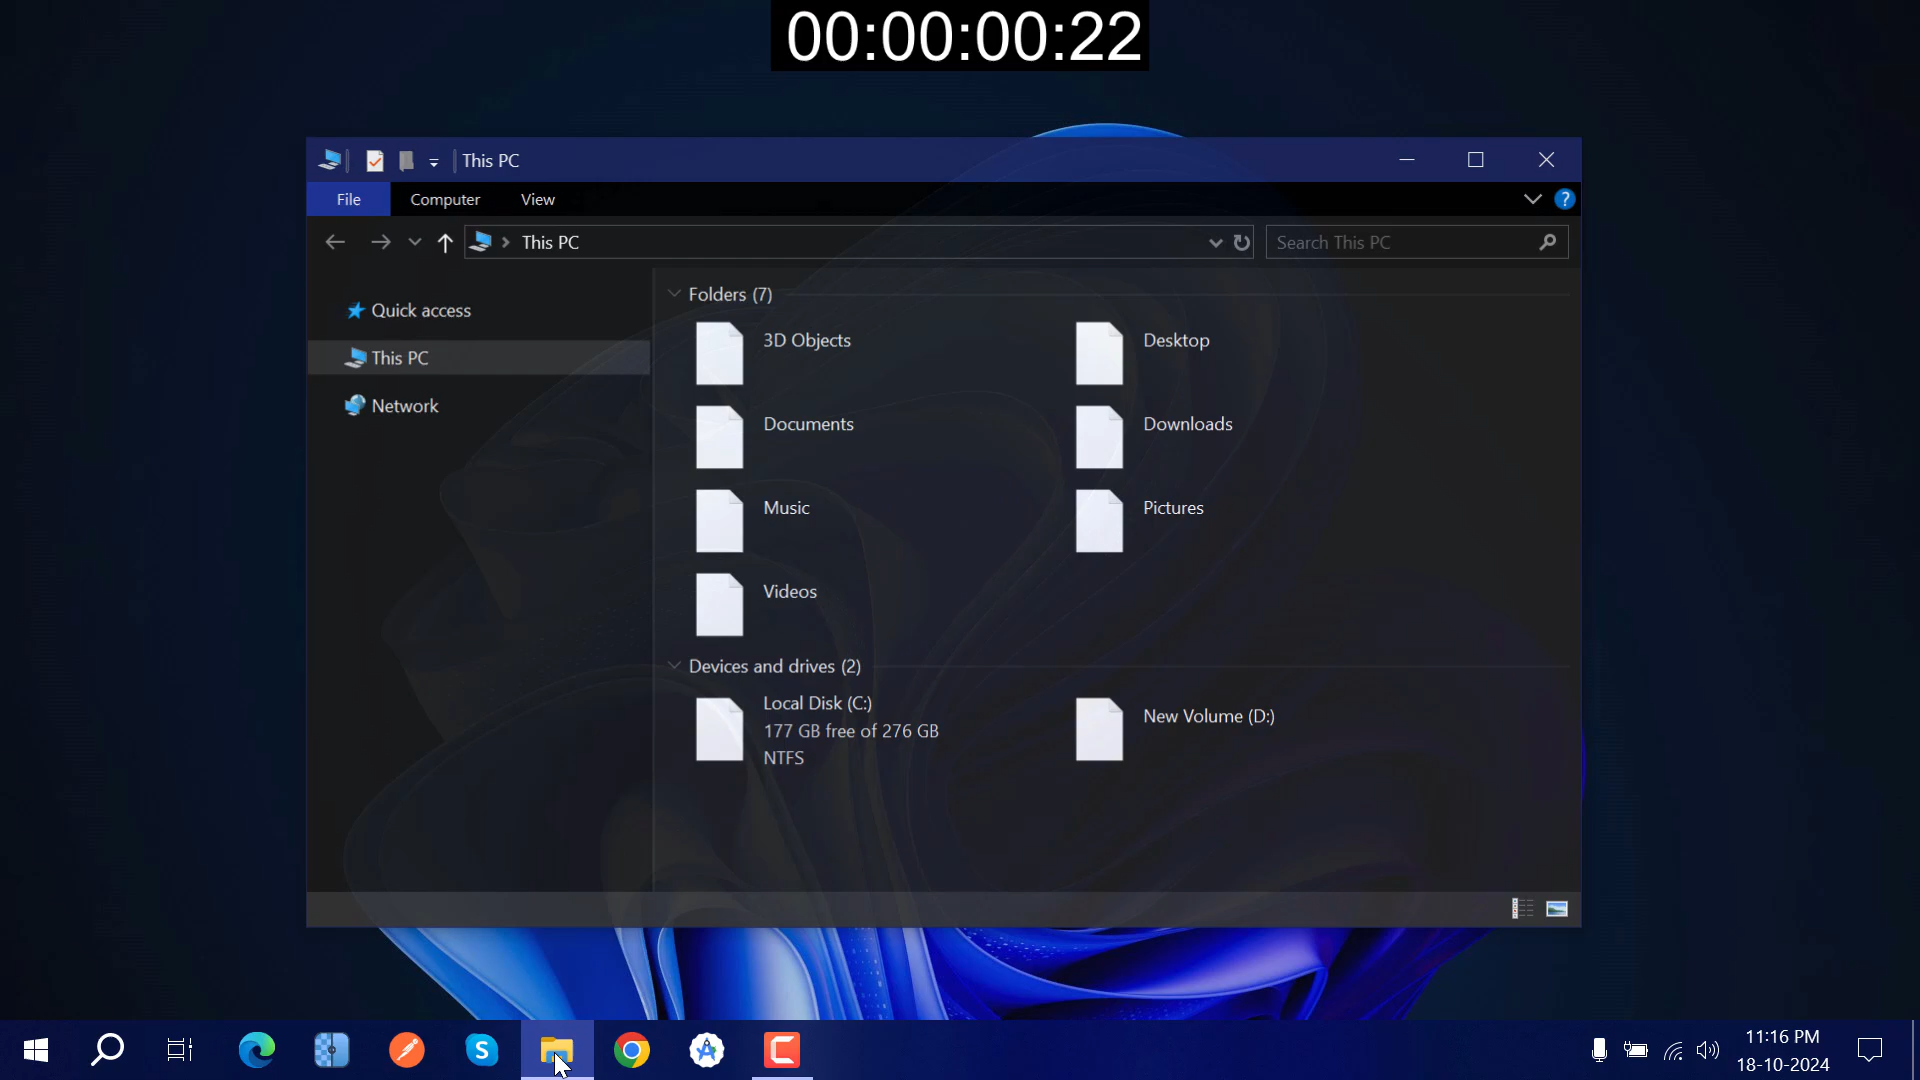 00:00:00:22
This PC
File
Computer
View
?
This PC
Search This PC
Quick access
This PC
Network
Folders (7)
3D Objects
Desktop
Documents
Downloads
Music
Pictures
Videos
Devices and drives (2)
Local Disk (C:)
177 GB free of 276 GB
NTFS
New Volume (D:)
S
11:16 PM
18-10-2024